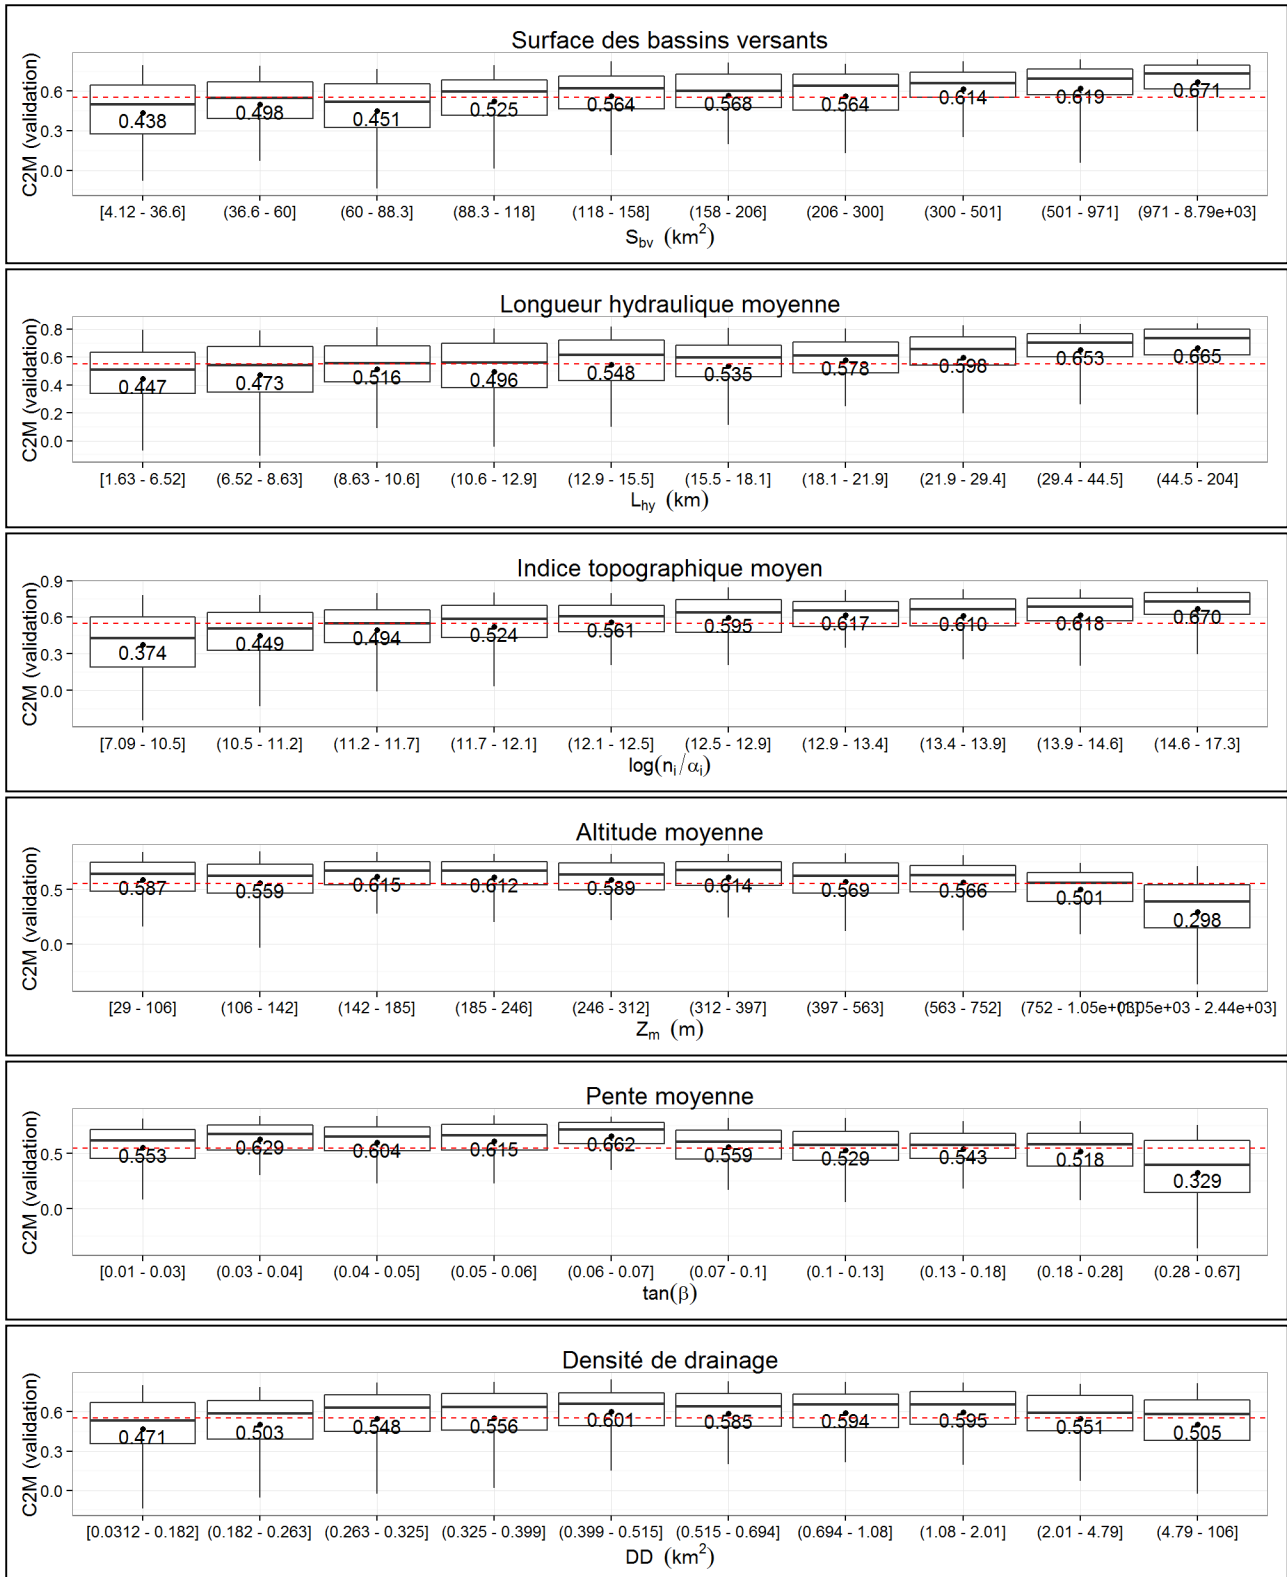 Surface des bassins versants
C2M (validation)
0.6
0.3
0.0
0.438 0.498 0.451 0.525 0.564 0.568 0.564 0.614 0.619 0.671
[4.12 - 36.6] (36.6 - 60] (60 - 88.3] (88.3 - 118] (118 - 158] (158 - 206] (206 - 300] (300 - 501] (501 - 971] (971 - 8.79e+03]
S_bv (km²)
Longueur hydraulique moyenne
C2M (validation)
0.8
0.6
0.4
0.2
0.0
0.447 0.473 0.516 0.496 0.548 0.535 0.578 0.598 0.653 0.665
[1.63 - 6.52] (6.52 - 8.63] (8.63 - 10.6] (10.6 - 12.9] (12.9 - 15.5] (15.5 - 18.1] (18.1 - 21.9] (21.9 - 29.4] (29.4 - 44.5] (44.5 - 204]
L_hy (km)
Indice topographique moyen
C2M (validation)
0.9
0.6
0.3
0.0
0.374 0.449 0.494 0.524 0.561 0.595 0.617 0.610 0.618 0.670
[7.09 - 10.5] (10.5 - 11.2] (11.2 - 11.7] (11.7 - 12.1] (12.1 - 12.5] (12.5 - 12.9] (12.9 - 13.4] (13.4 - 13.9] (13.9 - 14.6] (14.6 - 17.3]
log(n_i/α_i)
Altitude moyenne
C2M (validation)
0.5
0.0
0.587 0.559 0.615 0.612 0.589 0.614 0.569 0.566 0.501 0.298
[29 - 106] (106 - 142] (142 - 185] (185 - 246] (246 - 312] (312 - 397] (397 - 563] (563 - 752] (752 - 1.05e+03] (1.05e+03 - 2.44e+03]
Z_m (m)
Pente moyenne
C2M (validation)
0.5
0.0
0.553 0.629 0.604 0.615 0.662 0.559 0.529 0.543 0.518 0.329
[0.01 - 0.03] (0.03 - 0.04] (0.04 - 0.05] (0.05 - 0.06] (0.06 - 0.07] (0.07 - 0.1] (0.1 - 0.13] (0.13 - 0.18] (0.18 - 0.28] (0.28 - 0.67]
tan(β)
Densité de drainage
C2M (validation)
0.6
0.3
0.0
0.471 0.503 0.548 0.556 0.601 0.585 0.594 0.595 0.551 0.505
[0.0312 - 0.182] (0.182 - 0.263] (0.263 - 0.325] (0.325 - 0.399] (0.399 - 0.515] (0.515 - 0.694] (0.694 - 1.08] (1.08 - 2.01] (2.01 - 4.79] (4.79 - 106]
DD (km²)